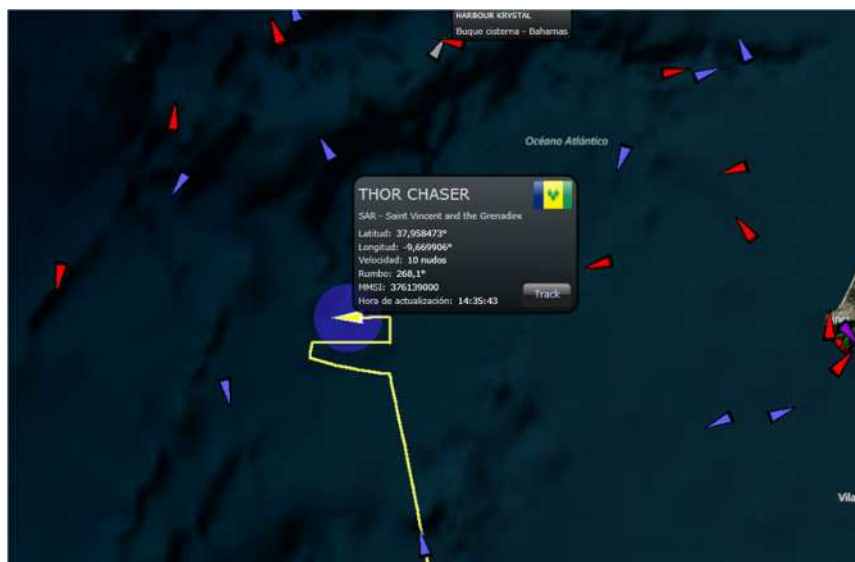 HARBOUR KRYSTAL
Buque cisterna - Bahamas
Océano Atlántico
THOR CHASER
SAR - Saint Vincent and the Grenadine
Latitud: 37,958473°
Longitud: -9,669906°
Velocidad: 10 nudos
Rumbo: 268,1°
MMSI: 376139000
Hora de actualización: 14:35:43
Track
Vila